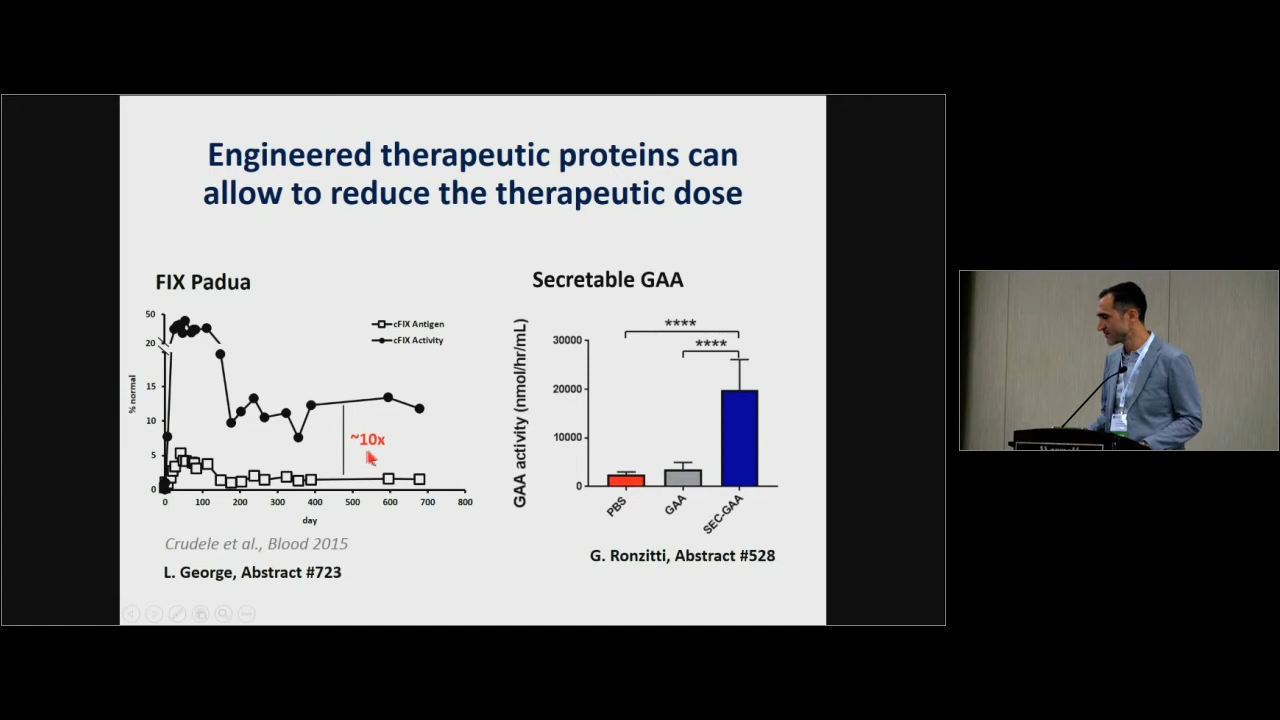 Engineered therapeutic proteins can
allow to reduce the therapeutic dose
FIX Padua
50
20
15
10
5
0
% normal
cFIX Antigen
cFIX Activity
~10x
0 100 200 300 400 500 600 700 800
day
Crudele et al., Blood 2015
L. George, Abstract #723
Secretable GAA
GAA activity (nmol/hr/mL)
30000
20000
10000
0
****
****
PBS
GAA
SEC-GAA
G. Ronzitti, Abstract #528